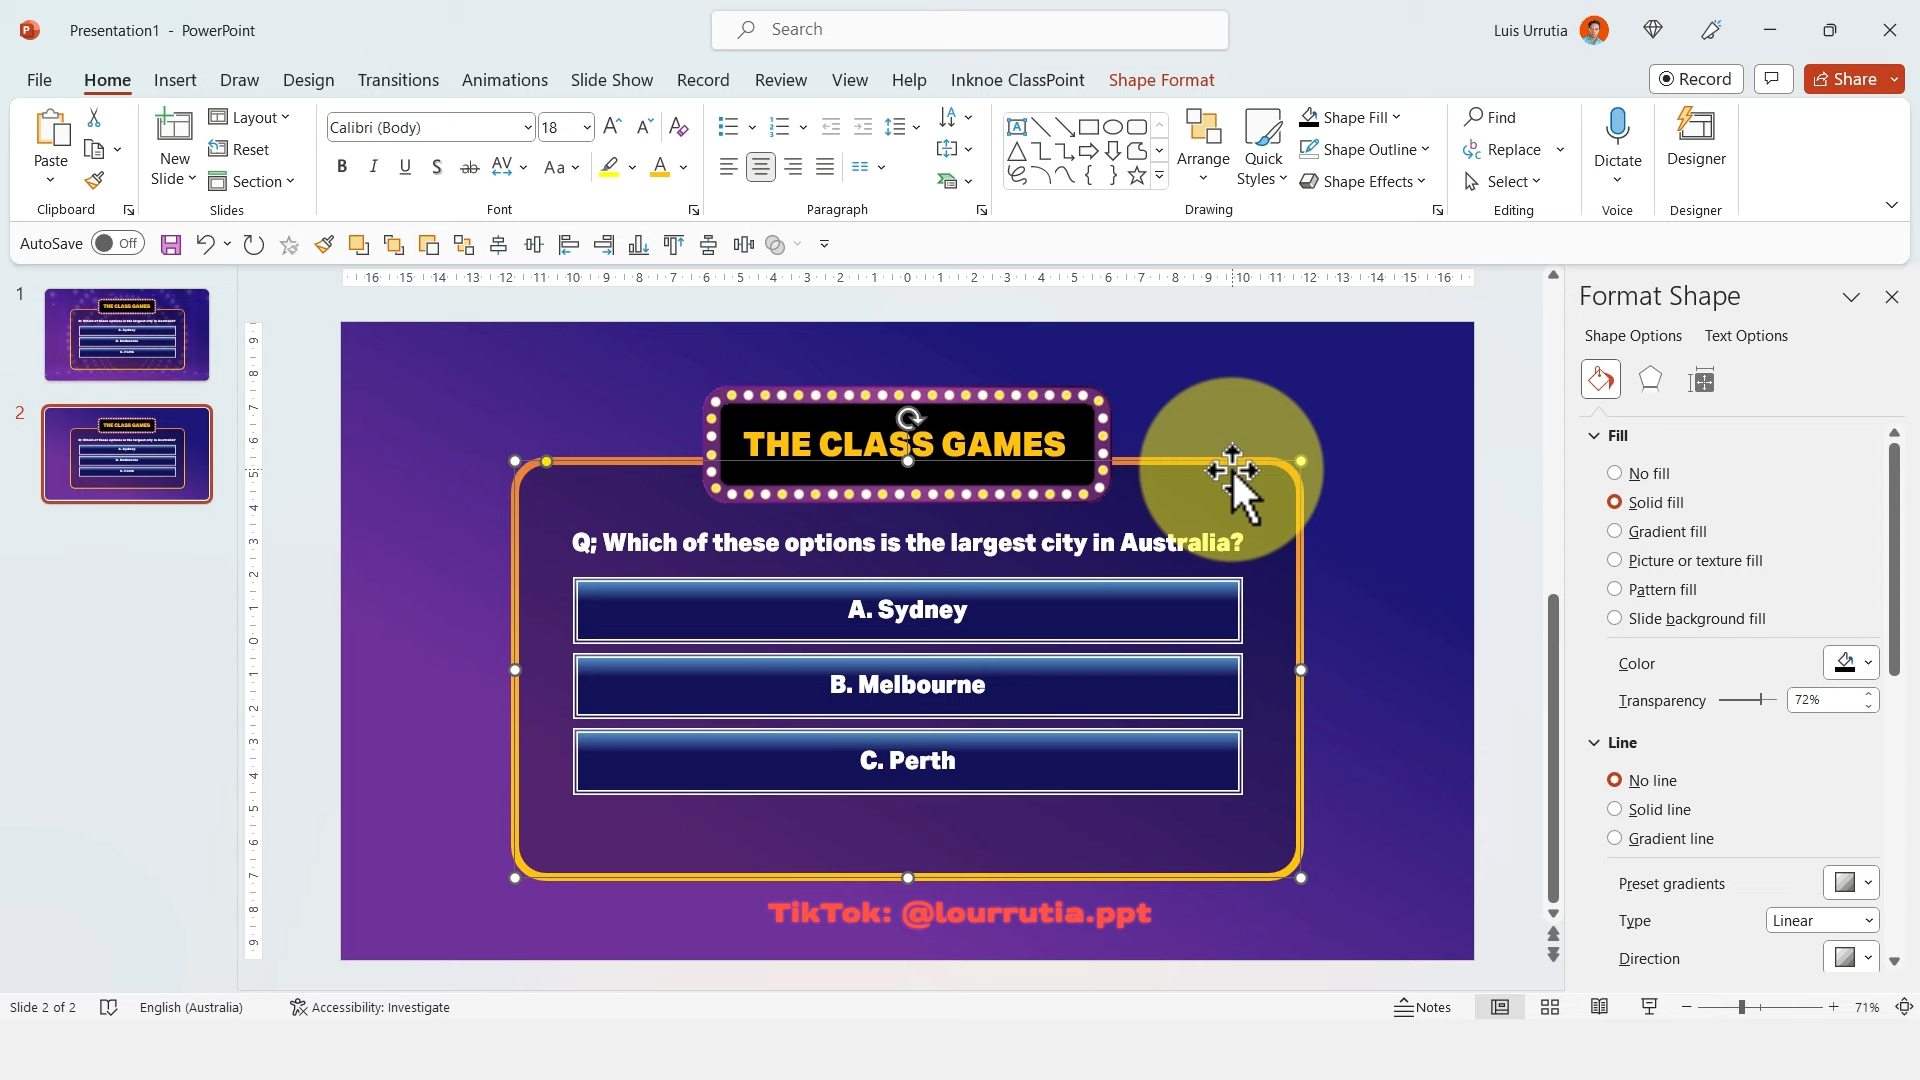 Presentation1 - PowerPoint
Search
Luis Urrutia
File Home Insert Draw Design Transitions Animations Slide Show Record Review View Help Inknoe ClassPoint Shape Format
Record
Share
Paste
New Slide
Layout
Reset
Section
Calibri (Body)
18
Shape Fill
Shape Outline
Shape Effects
Arrange
Quick Styles
Find
Replace
Select
Dictate
Designer
Clipboard
Slides
Font
Paragraph
Drawing
Editing
Voice
Designer
AutoSave Off
1
2
THE CLASS GAMES
Q; Which of these options is the largest city in Australia?
A. Sydney
B. Melbourne
C. Perth
TikTok: @lourrutia.ppt
Format Shape
Shape Options Text Options
Fill
No fill
Solid fill
Gradient fill
Picture or texture fill
Pattern fill
Slide background fill
Color
Transparency 72%
Line
No line
Solid line
Gradient line
Preset gradients
Type Linear
Direction
Slide 2 of 2
English (Australia)
Accessibility: Investigate
Notes
71%